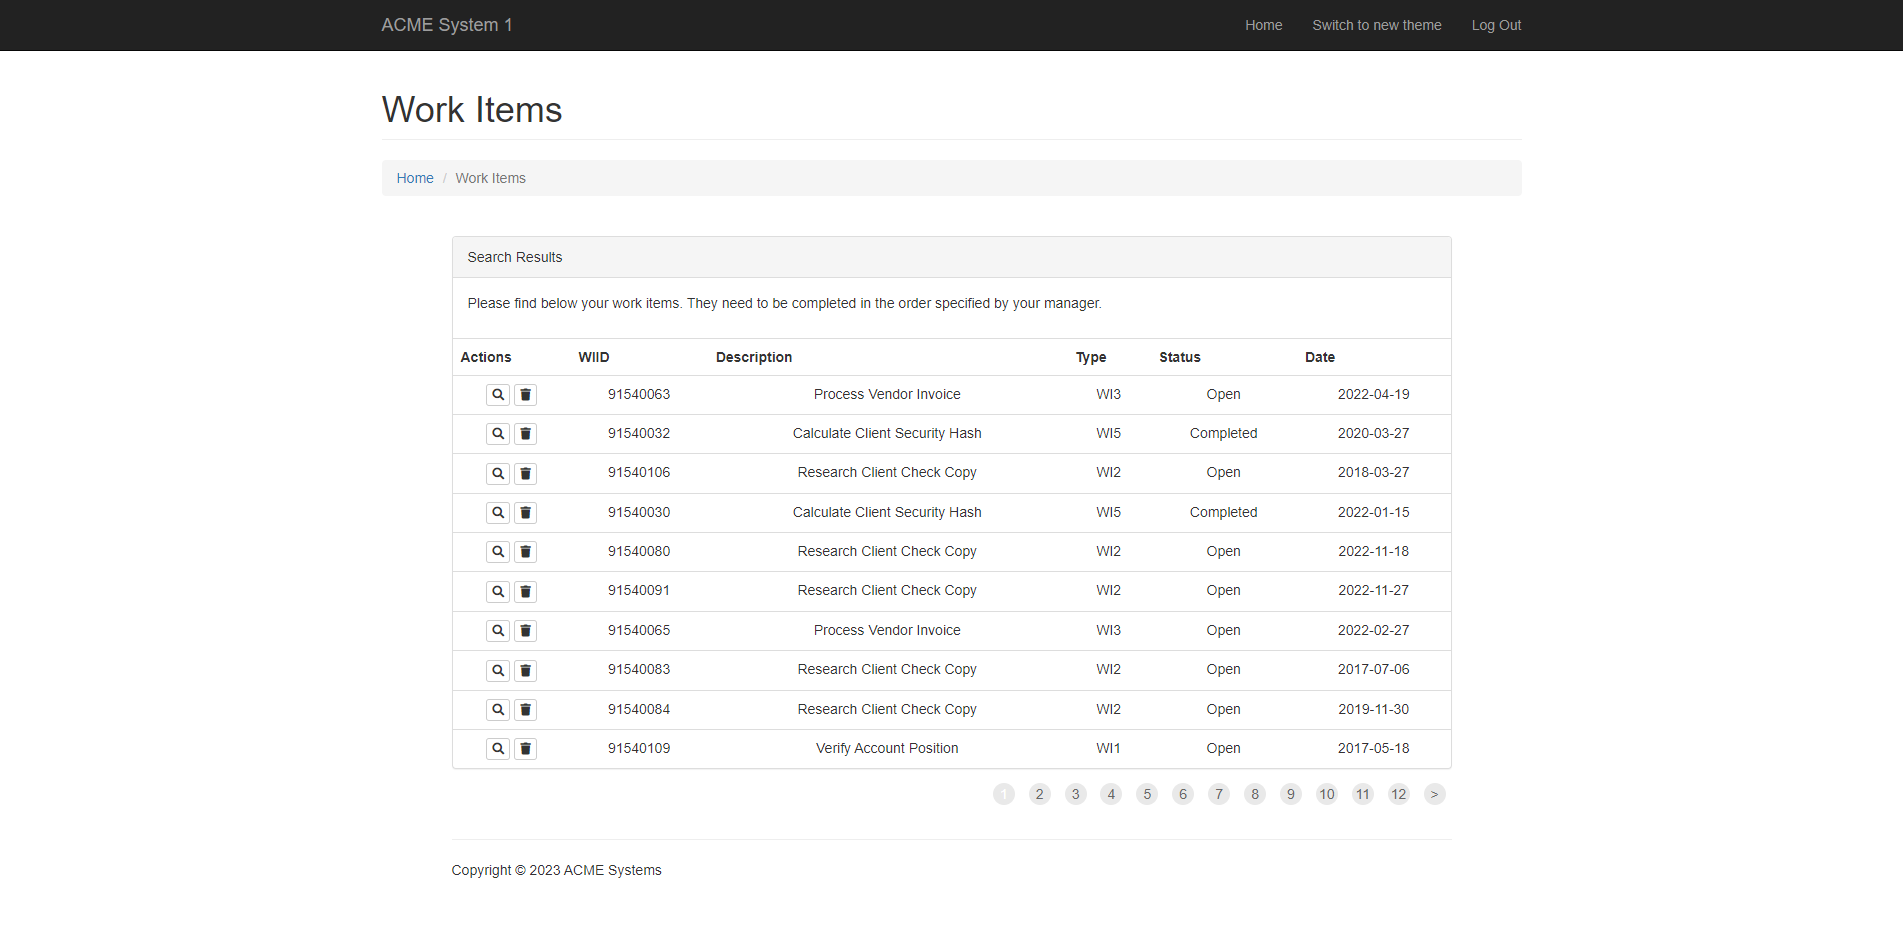 ACME System 1 Home Switch to new theme Log Out
Work Items
Home / Work Items
Search Results
Please find below your work items. They need to be completed in the order specified by your manager.
Actions WIID Description Type Status Date
91540063 Process Vendor Invoice WI3 Open 2022-04-19
91540032 Calculate Client Security Hash WI5 Completed 2020-03-27
91540106 Research Client Check Copy WI2 Open 2018-03-27
91540030 Calculate Client Security Hash WI5 Completed 2022-01-15
91540080 Research Client Check Copy WI2 Open 2022-11-18
91540091 Research Client Check Copy WI2 Open 2022-11-27
91540065 Process Vendor Invoice WI3 Open 2022-02-27
91540083 Research Client Check Copy WI2 Open 2017-07-06
91540084 Research Client Check Copy WI2 Open 2019-11-30
91540109 Verify Account Position WI1 Open 2017-05-18
1 2 3 4 5 6 7 8 9 10 11 12 >
Copyright © 2023 ACME Systems